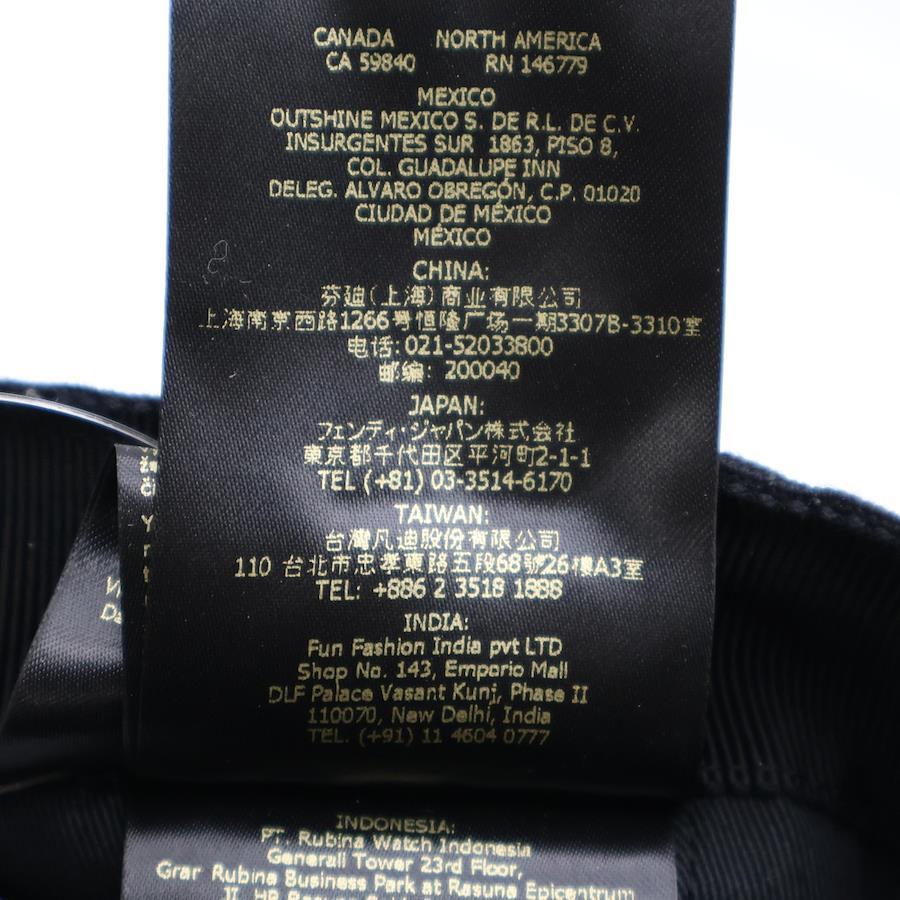 CANADA NORTH AMERICA
CA 59840 RN 146779
MEXICO
OUTSHINE MEXICO S. DE R.L. DE C.V.
INSURGENTES SUR 1863, PISO 8,
COL. GUADALUPE INN
DELEG. ALVARO OBREGÓN, C.P. 01020
CIUDAD DE MÉXICO
MÉXICO
CHINA:
芬迪(上海)商业有限公司
上海南京西路1266号恒隆广场一期3307B-3310室
电话: 021-52033800
邮编: 200040
JAPAN:
フェンディ・ジャパン株式会社
東京都千代田区平河町2-1-1
TEL (+81) 03-3514-6170
TAIWAN:
台灣凡迪股份有限公司
110 台北市忠孝東路五段68號26樓A3室
TEL: +886 2 3518 1888
INDIA:
Fun Fashion India pvt LTD
Shop No. 143, Emporio Mall
DLF Palace Vasant Kunj, Phase II
110070, New Delhi, India
TEL. (+91) 11 4604 0777
INDONESIA:
PT. Rubina Watch Indonesia
Generali Tower 23rd Floor,
Gran Rubina Business Park at Rasuna Epicentrum